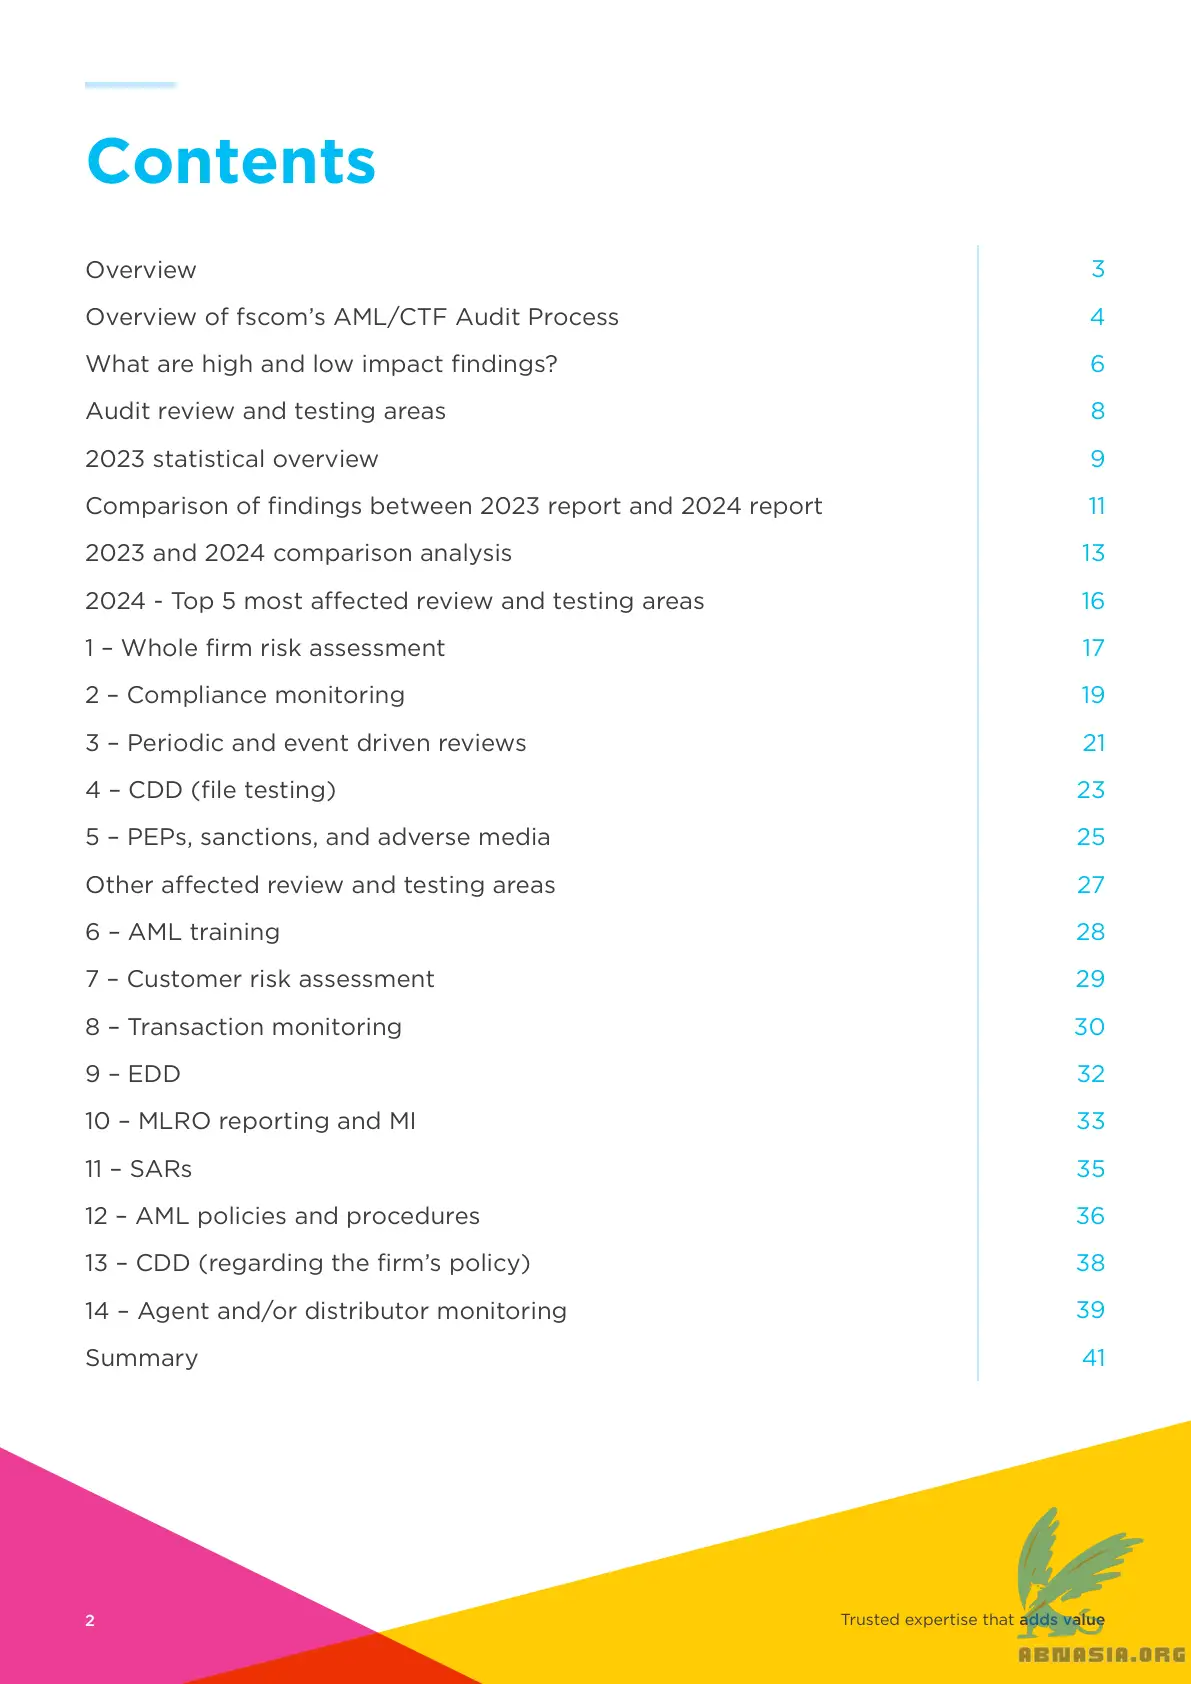 Contents
Overview 3
Overview of fscom’s AML/CTF Audit Process 4
What are high and low impact findings? 6
Audit review and testing areas 8
2023 statistical overview 9
Comparison of findings between 2023 report and 2024 report 11
2023 and 2024 comparison analysis 13
2024 - Top 5 most affected review and testing areas 16
1 – Whole firm risk assessment 17
2 – Compliance monitoring 19
3 – Periodic and event driven reviews 21
4 – CDD (file testing) 23
5 – PEPs, sanctions, and adverse media 25
Other affected review and testing areas 27
6 – AML training 28
7 – Customer risk assessment 29
8 – Transaction monitoring 30
9 – EDD 32
10 – MLRO reporting and MI 33
11 – SARs 35
12 – AML policies and procedures 36
13 – CDD (regarding the firm’s policy) 38
14 – Agent and/or distributor monitoring 39
Summary 41
2 Trusted expertise that adds value
ABNASIA.ORG